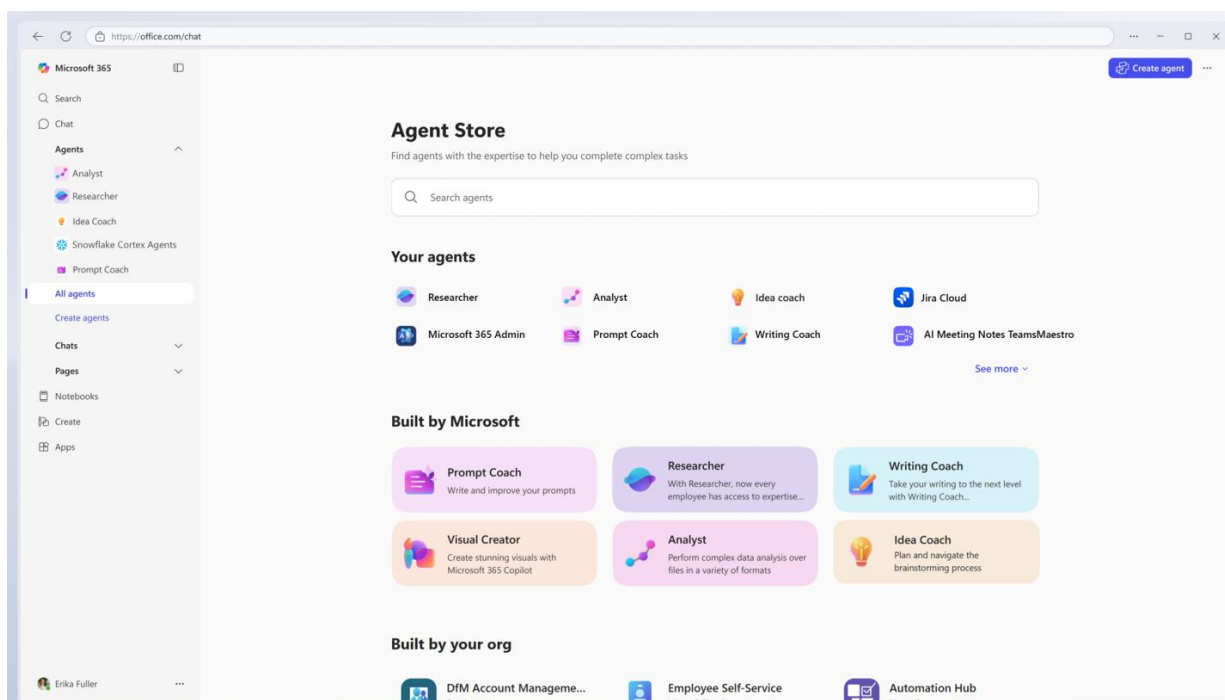 https://office.com/chat
Microsoft 365
Create agent
Search
Chat
Agents
Analyst
Researcher
Idea Coach
Snowflake Cortex Agents
Prompt Coach
All agents
Create agents
Chats
Pages
Notebooks
Create
Apps
Erika Fuller
Agent Store
Find agents with the expertise to help you complete complex tasks
Search agents
Your agents
Researcher
Analyst
Idea coach
Jira Cloud
Microsoft 365 Admin
Prompt Coach
Writing Coach
AI Meeting Notes TeamsMaestro
See more
Built by Microsoft
Prompt Coach
Write and improve your prompts
Researcher
With Researcher, now every
employee has access to expertise...
Writing Coach
Take your writing to the next level
with Writing Coach...
Visual Creator
Create stunning visuals with
Microsoft 365 Copilot
Analyst
Perform complex data analysis over
files in a variety of formats
Idea Coach
Plan and navigate the
brainstorming process
Built by your org
DfM Account Manageme...
Employee Self-Service
Automation Hub